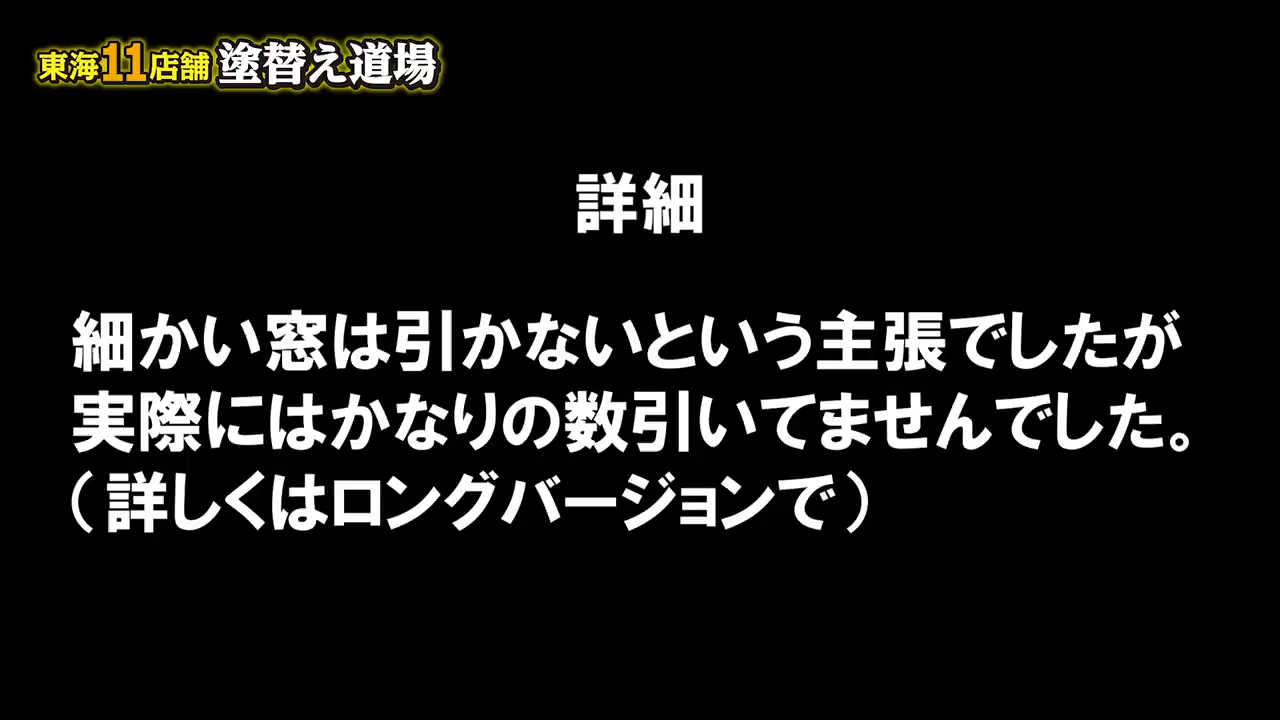 東海11店舗 塗替え道場
詳細
細かい窓は引かないという主張でしたが
実際にはかなりの数引いてませんでした。
（詳しくはロングバージョンで）